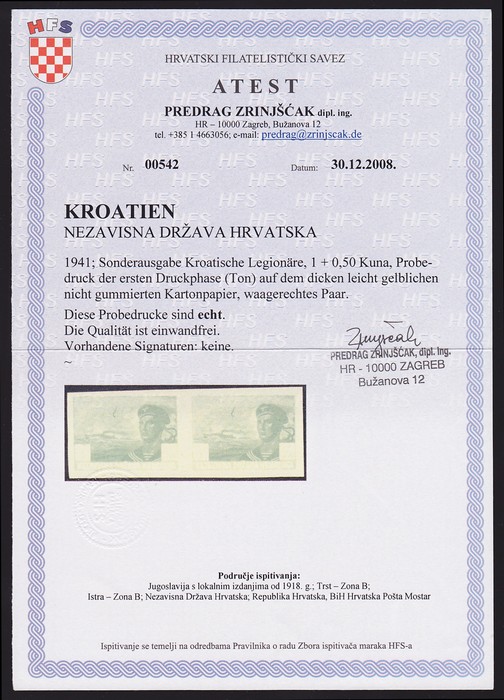 HFS
HRVATSKI FILATELISTIČKI SAVEZ
ATEST
PREDRAG ZRINJŠĆAK dipl. ing.
HR – 10000 Zagreb, Bužanova 12
tel. +385 1 4663056; e-mail: predrag@zrinjscak.de
Nr. 00542 Datum: 30.12.2008.
KROATIEN
NEZAVISNA DRŽAVA HRVATSKA
1941; Sonderausgabe Kroatische Legionäre, 1 + 0,50 Kuna, Probe-
druck der ersten Druckphase (Ton) auf dem dicken leicht gelblichen
nicht gummierten Kartonpapier, waagerechtes Paar.
Diese Probedrucke sind echt.
Die Qualität ist einwandfrei.
Vorhandene Signaturen: keine.
~
PREDRAG ZRINJŠĆAK, dipl. ing.
HR - 10000 ZAGREB
Bužanova 12
Područje ispitivanja:
Jugoslavija s lokalnim izdanjima od 1918. g.; Trst – Zona B;
Istra – Zona B; Nezavisna Država Hrvatska; Republika Hrvatska, BiH Hrvatska Pošta Mostar
Ispitivanje se temelji na odredbama Pravilnika o radu Zbora ispitivača maraka HFS-a